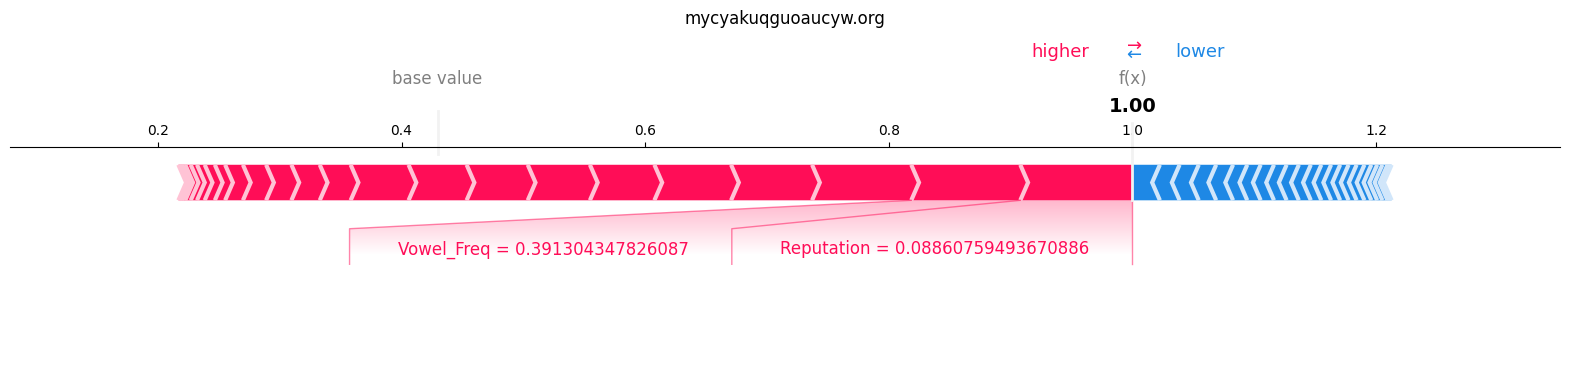 mycyakuqguoaucyw.org
higher → ← lower
base value f(x)
1.00
0.2 0.4 0.6 0.8 1.0 1.2
Vowel_Freq = 0.391304347826087 Reputation = 0.08860759493670886